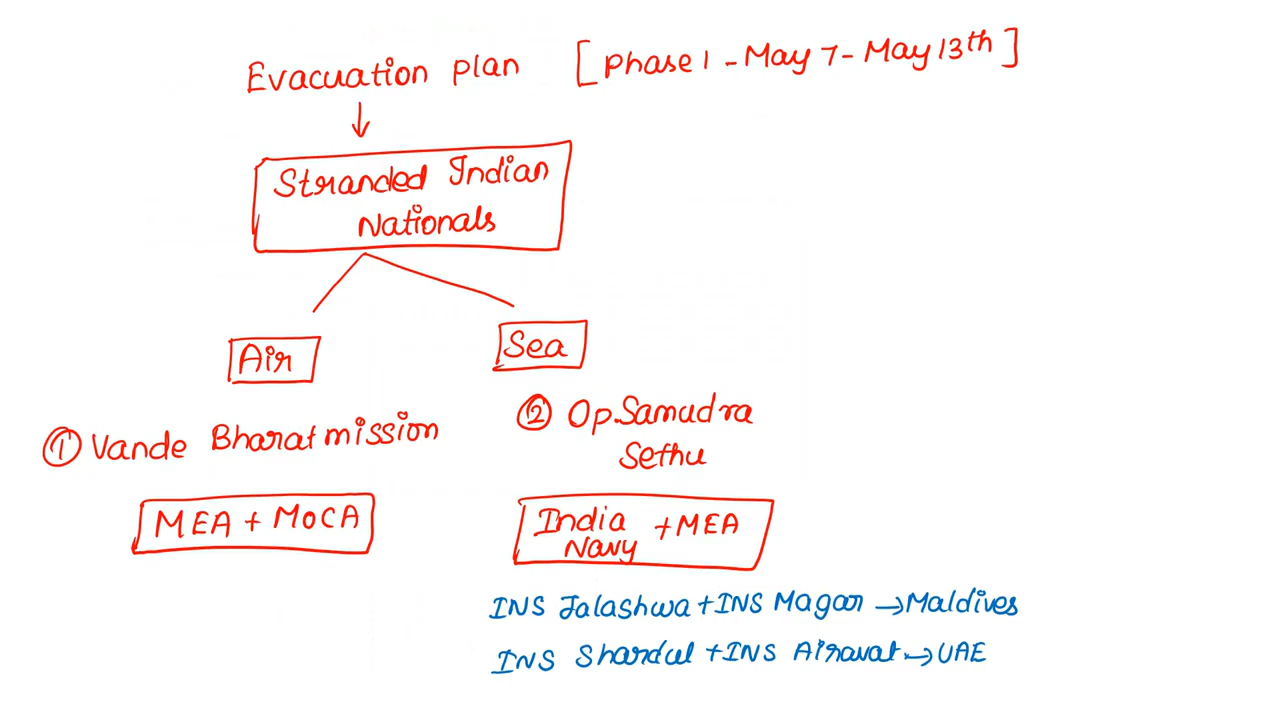 Evacuation plan [Phase 1 - May 7 - May 13th]
Stranded Indian
Nationals
Air
Sea
① Vande Bharat mission
② Op. Samudra
Sethu
MEA + MoCA
India
Navy + MEA
INS Jalashwa + INS Magar → Maldives
INS Shardul + INS Airavat → UAE